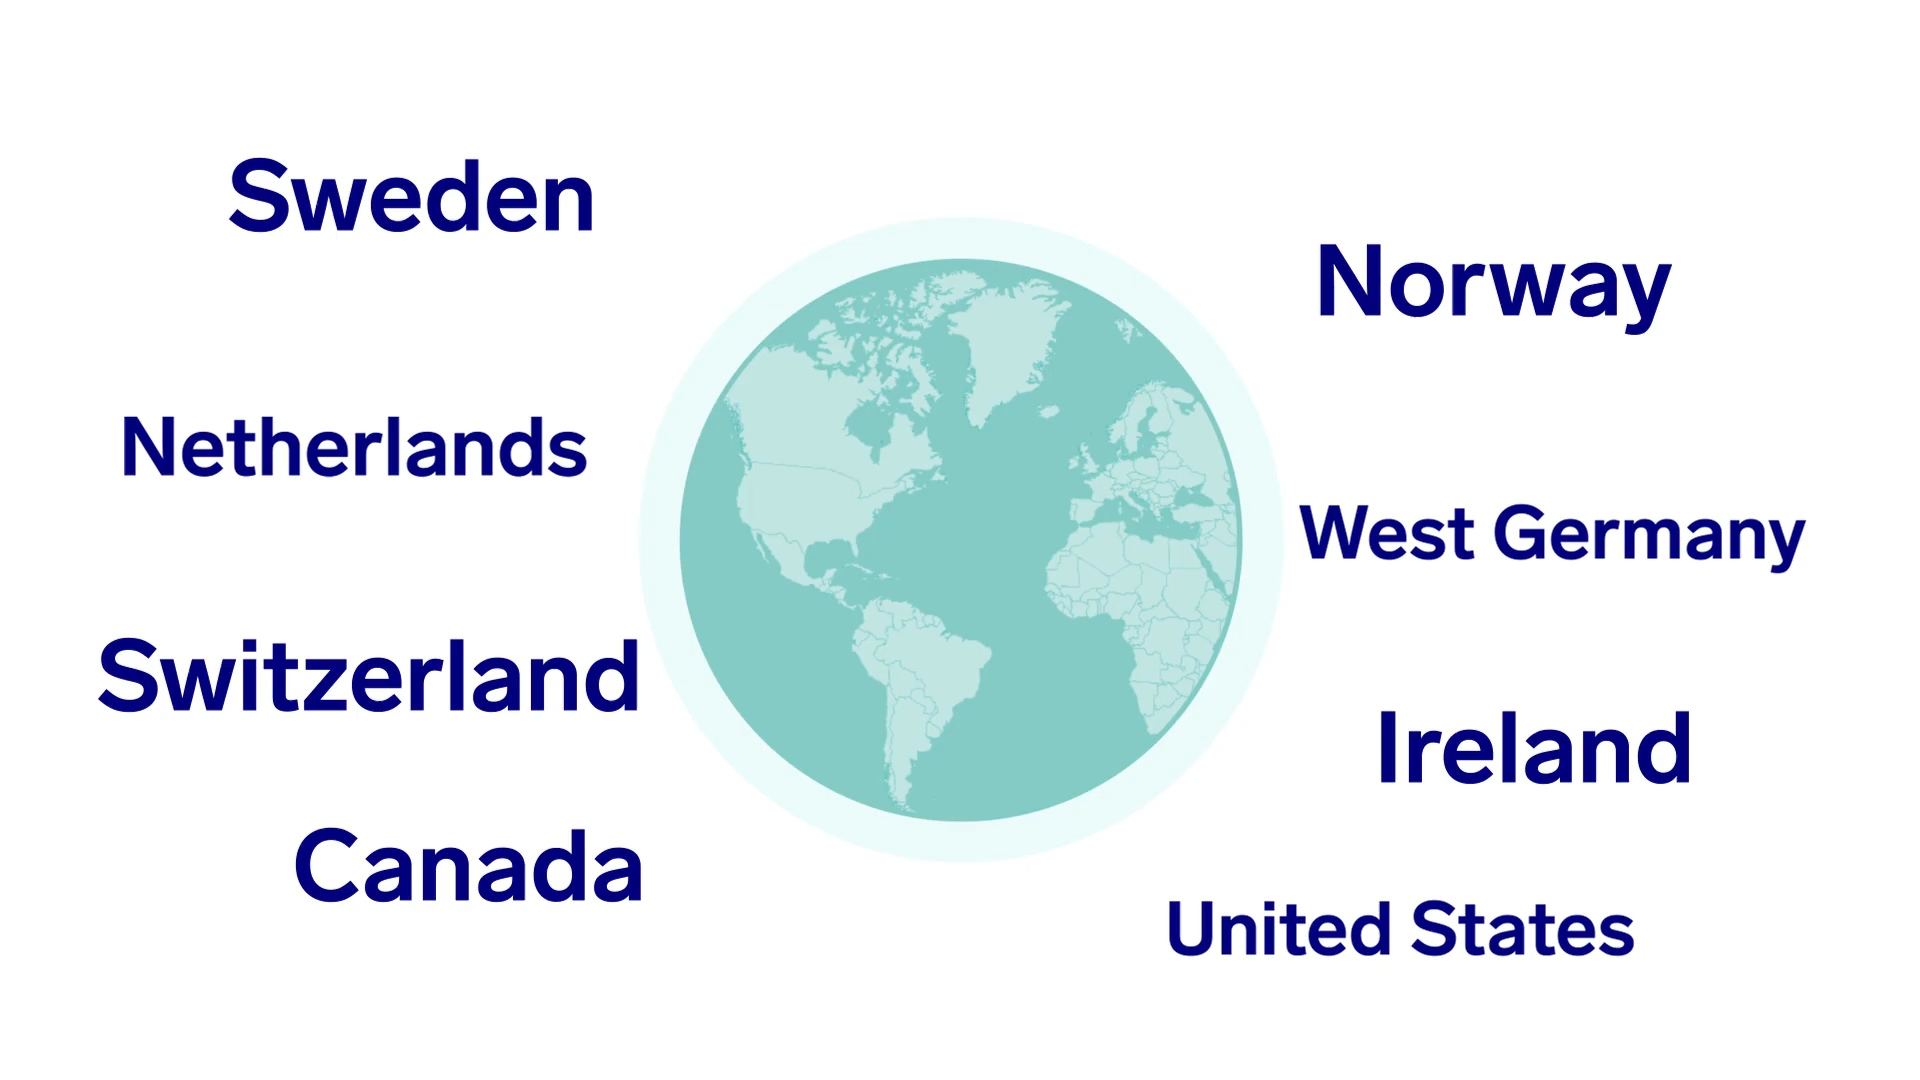 Sweden
Norway
Netherlands
West Germany
Switzerland
Ireland
Canada
United States